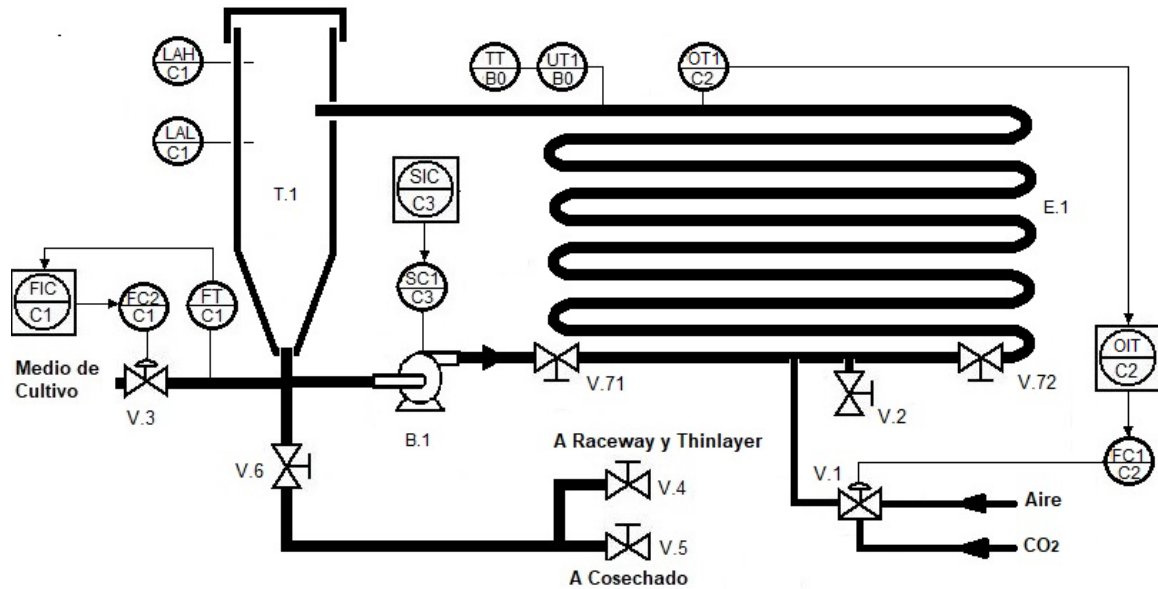 LAH
C1
TT
B0
UT1
B0
OT1
C2
LAL
C1
SIC
C3
T.1
E.1
FIC
C1
FC2
C1
FT
C1
SC1
C3
OIT
C2
Medio de
Cultivo
V.3
B.1
V.71
V.2
V.72
V.6
A Raceway y Thinlayer
V.4
V.1
FC1
C2
Aire
V.5
CO2
A Cosechado